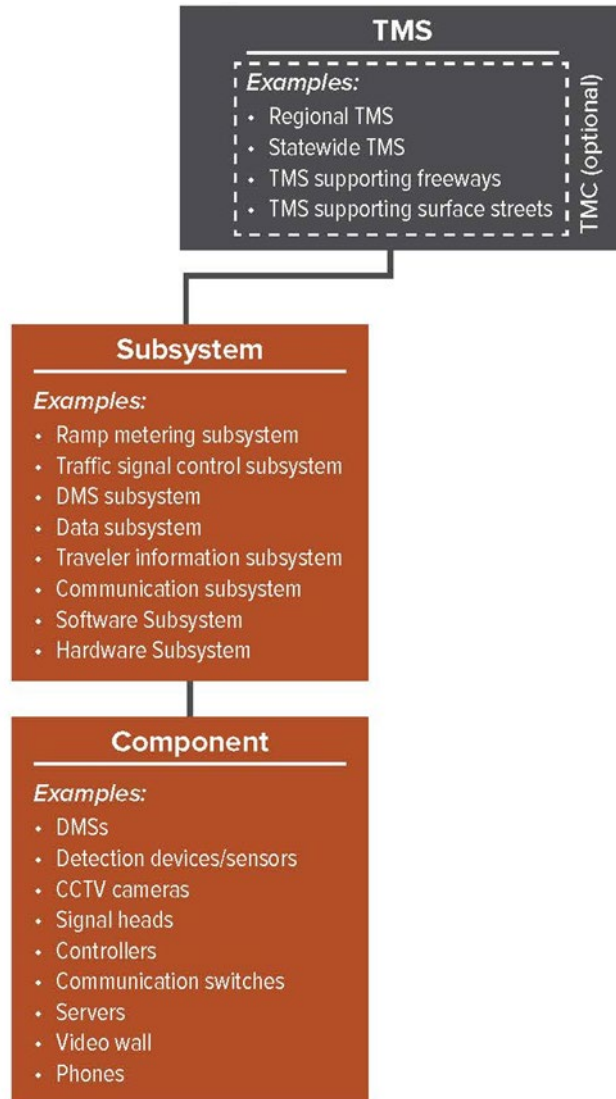 TMS
Examples:
• Regional TMS
• Statewide TMS
• TMS supporting freeways
• TMS supporting surface streets
TMC (optional)
Subsystem
Examples:
• Ramp metering subsystem
• Traffic signal control subsystem
• DMS subsystem
• Data subsystem
• Traveler information subsystem
• Communication subsystem
• Software Subsystem
• Hardware Subsystem
Component
Examples:
• DMSs
• Detection devices/sensors
• CCTV cameras
• Signal heads
• Controllers
• Communication switches
• Servers
• Video wall
• Phones